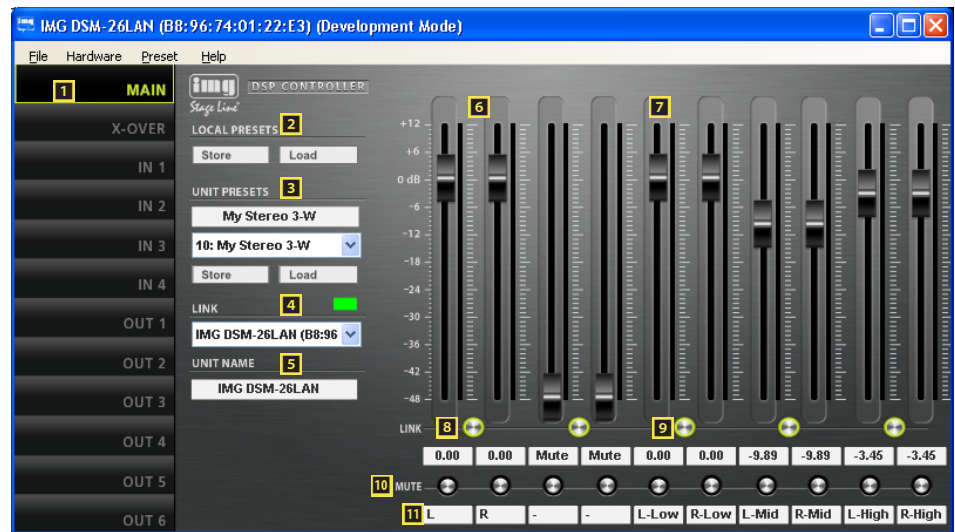 IMG DSM-26LAN (B8:96:74:01:22:E3) (Development Mode)
File Hardware Preset Help
1 MAIN
X-OVER
IN 1
IN 2
IN 3
IN 4
OUT 1
OUT 2
OUT 3
OUT 4
OUT 5
OUT 6
img DSP CONTROLLER
Stage Line
LOCAL PRESETS 2
Store Load
UNIT PRESETS 3
My Stereo 3-W
10: My Stereo 3-W
Store Load
LINK 4
IMG DSM-26LAN (B8:96
UNIT NAME 5
IMG DSM-26LAN
6 7
+12
+6
0 dB
-6
-12
-18
-24
-30
-36
-42
-48
LINK 8 9
0.00 0.00 Mute Mute 0.00 0.00 -9.89 -9.89 -3.45 -3.45
10 MUTE
11 L R - - L-Low R-Low L-Mid R-Mid L-High R-High